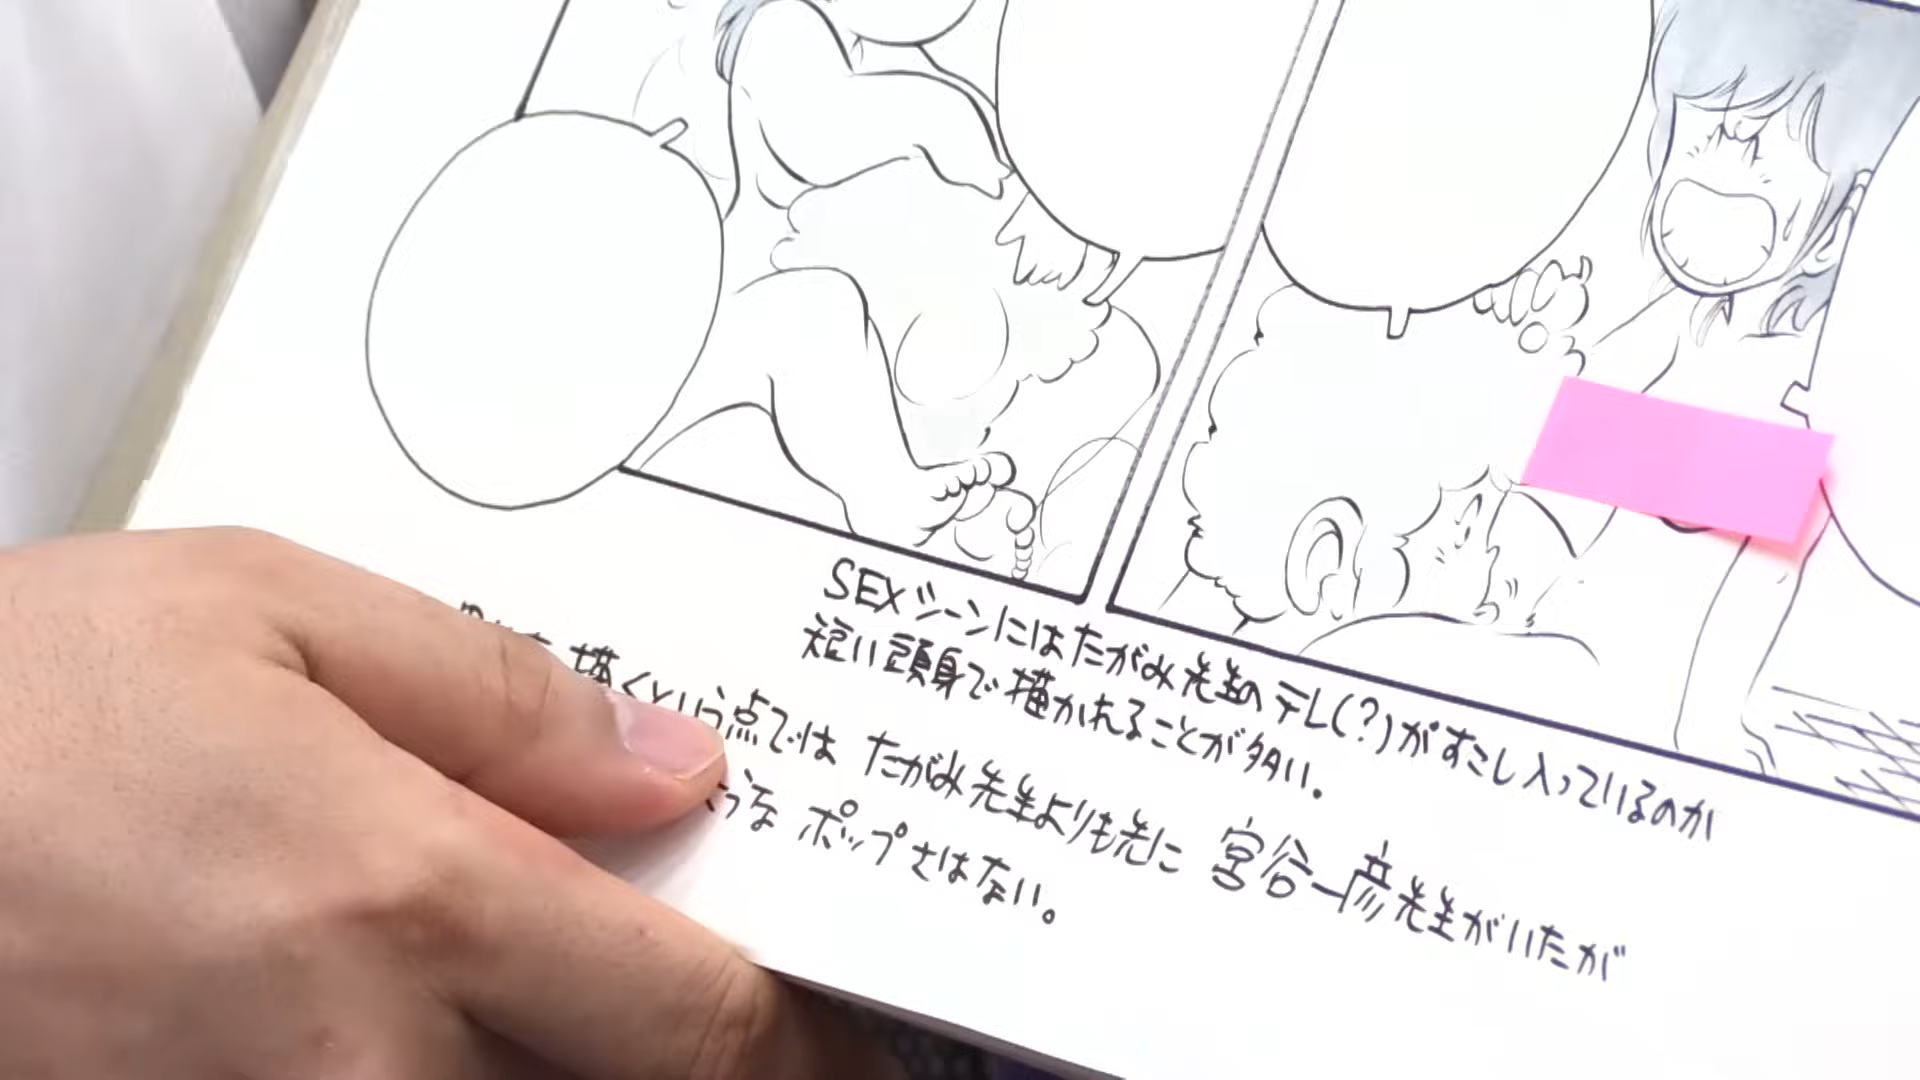 SEXシーンにはたがみ先生のテレ(?)がすこし入っているのか
短い頭身で描かれることが多い。
描くという点では たがみ先生よりも先に 宮谷一彦先生がいたが
うな ポップさはない。